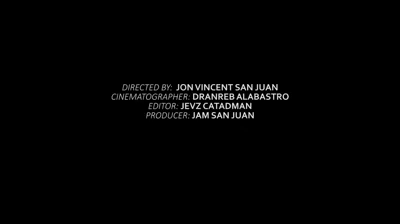 DIRECTED BY: JON VINCENT SAN JUAN
CINEMATOGRAPHER: DRANREB ALABASTRO
EDITOR: JEVZ CATADMAN
PRODUCER: JAM SAN JUAN